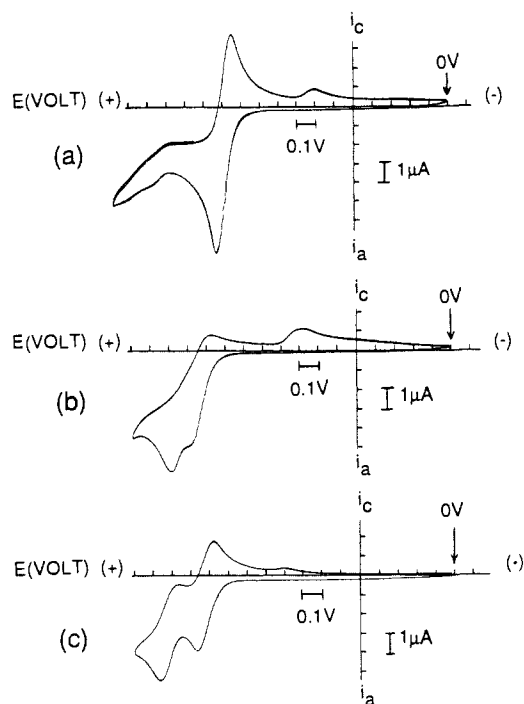 i_c
0V
E(VOLT) (+)
(-)
0.1V
(a)
1μA
i_a
i_c
0V
E(VOLT) (+)
(-)
0.1V
(b)
1μA
i_a
i_c
0V
E(VOLT) (+)
(-)
0.1V
(c)
1μA
i_a